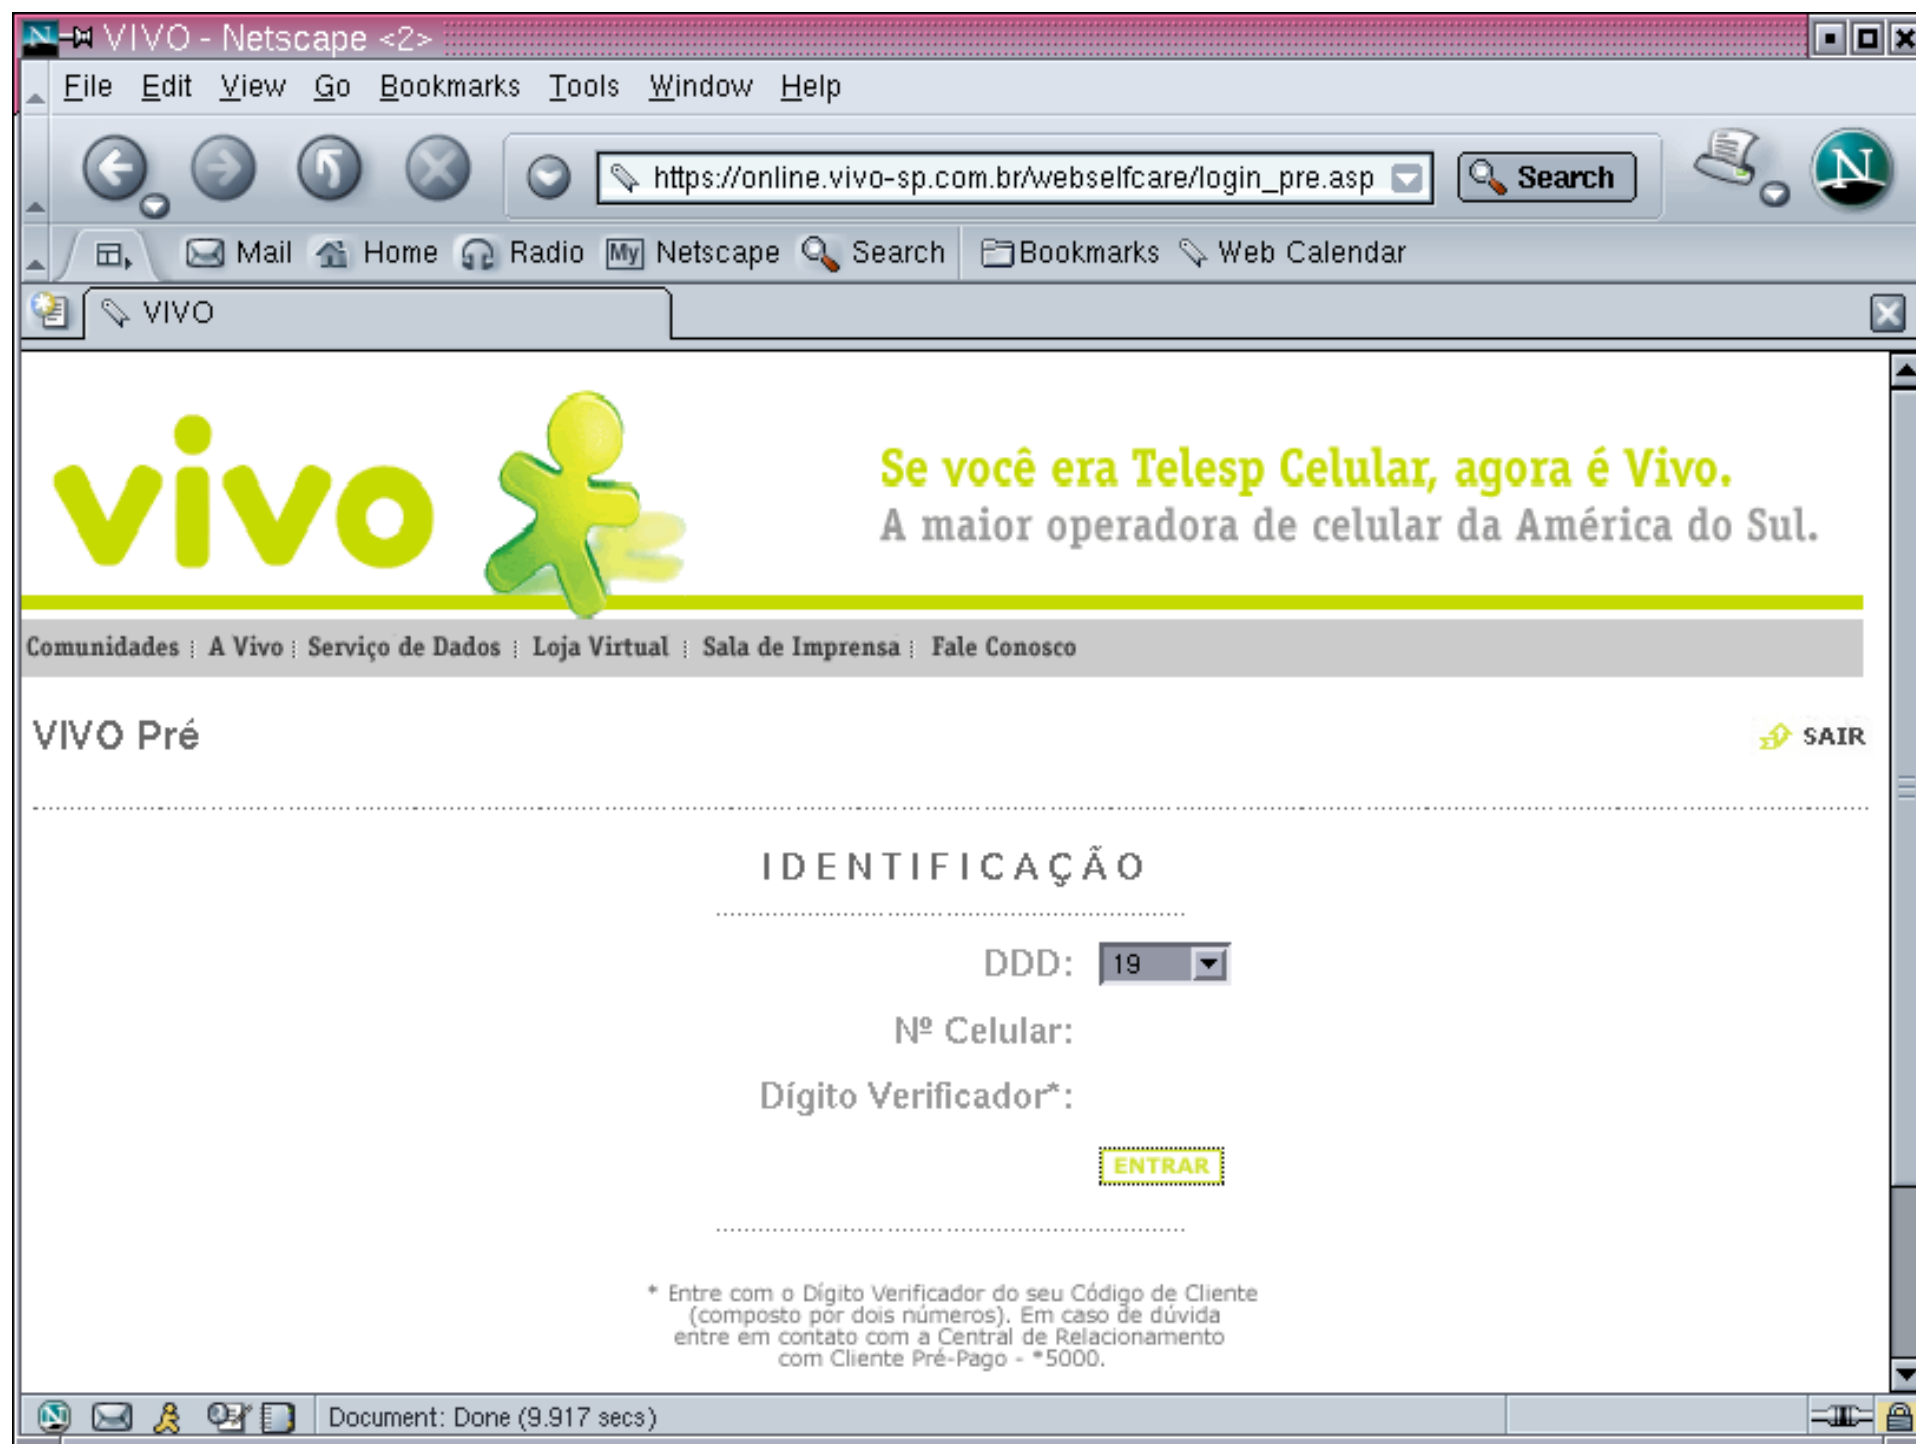 VIVO - Netscape <2>
File Edit View Go Bookmarks Tools Window Help
https://online.vivo-sp.com.br/webselfcare/login_pre.asp Search
N
Mail Home Radio My Netscape Search Bookmarks Web Calendar
VIVO
vivo
Se você era Telesp Celular, agora é Vivo.
A maior operadora de celular da América do Sul.
Comunidades A Vivo Serviço de Dados Loja Virtual Sala de Imprensa Fale Conosco
VIVO Pré
SAIR
IDENTIFICAÇÃO
DDD: 19
Nº Celular:
Dígito Verificador*:
ENTRAR
* Entre com o Dígito Verificador do seu Código de Cliente
(composto por dois números). Em caso de dúvida
entre em contato com a Central de Relacionamento
com Cliente Pré-Pago - *5000.
Document: Done (9.917 secs)